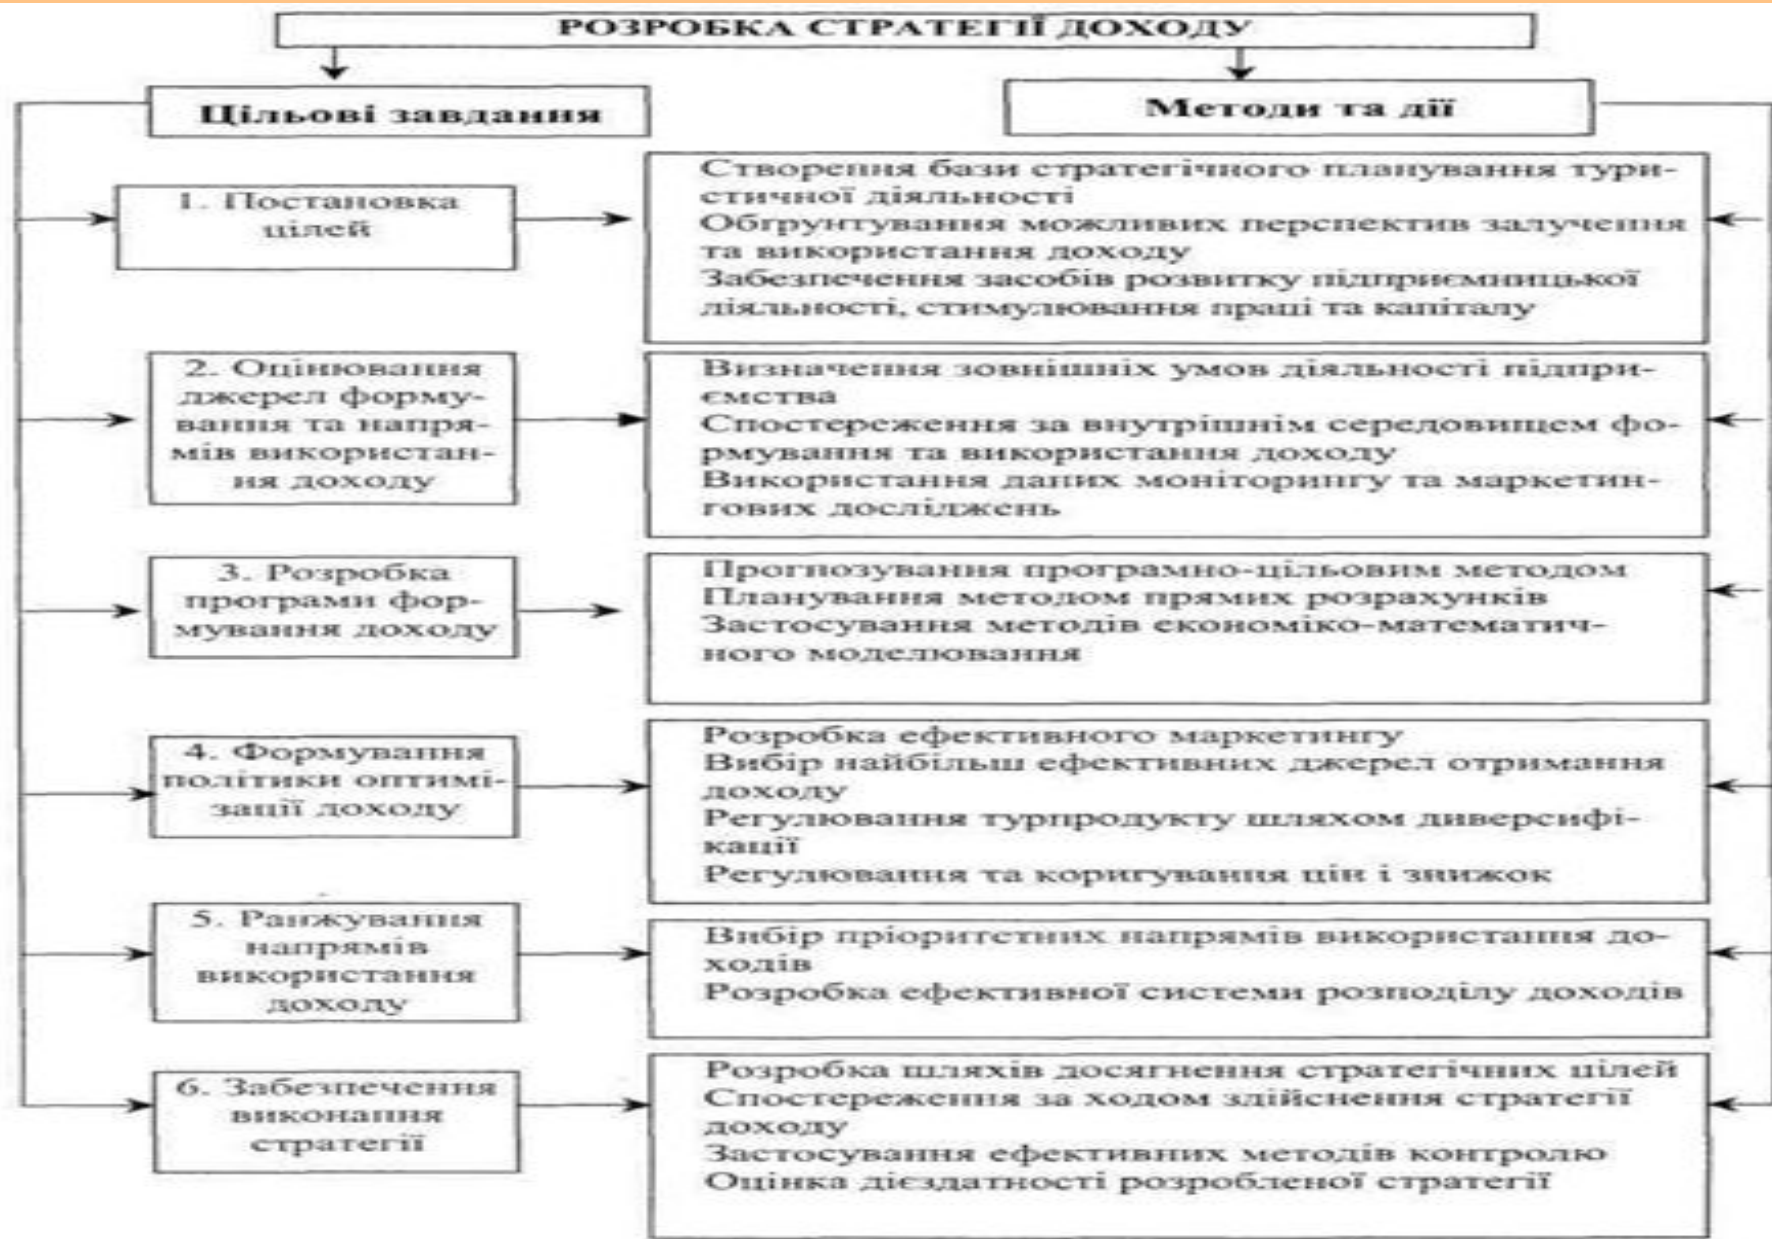 РОЗРОБКА СТРАТЕГІЇ ДОХОДУ
Цільові завдання
Методи та дії
1. Постановка
цілей
Створення бази стратегічного планування тури-
стичної діяльності
Обґрунтування можливих перспектив залучення
та використання доходу
Забезпечення засобів розвитку підприємницької
діяльності, стимулювання праці та капіталу
2. Оцінювання
джерел форму-
вання та напря-
мів використан-
ня доходу
Визначення зовнішніх умов діяльності підпри-
ємства
Спостереження за внутрішнім середовищем фо-
рмування та використання доходу
Використання даних моніторингу та маркетин-
гових досліджень
3. Розробка
програми фор-
мування доходу
Прогнозування програмно-цільовим методом
Планування методом прямих розрахунків
Застосування методів економіко-математич-
ного моделювання
4. Формування
політики оптимі-
зації доходу
Розробка ефективного маркетингу
Вибір найбільш ефективних джерел отримання
доходу
Регулювання турпродукту шляхом диверсифі-
кації
Регулювання та коригування цін і знижок
5. Ранжування
напрямів
використання
доходу
Вибір пріоритетних напрямів використання до-
ходів
Розробка ефективної системи розподілу доходів
6. Забезпечення
виконання
стратегії
Розробка шляхів досягнення стратегічних цілей
Спостереження за ходом здійснення стратегії
доходу
Застосування ефективних методів контролю
Оцінка дієздатності розробленої стратегії